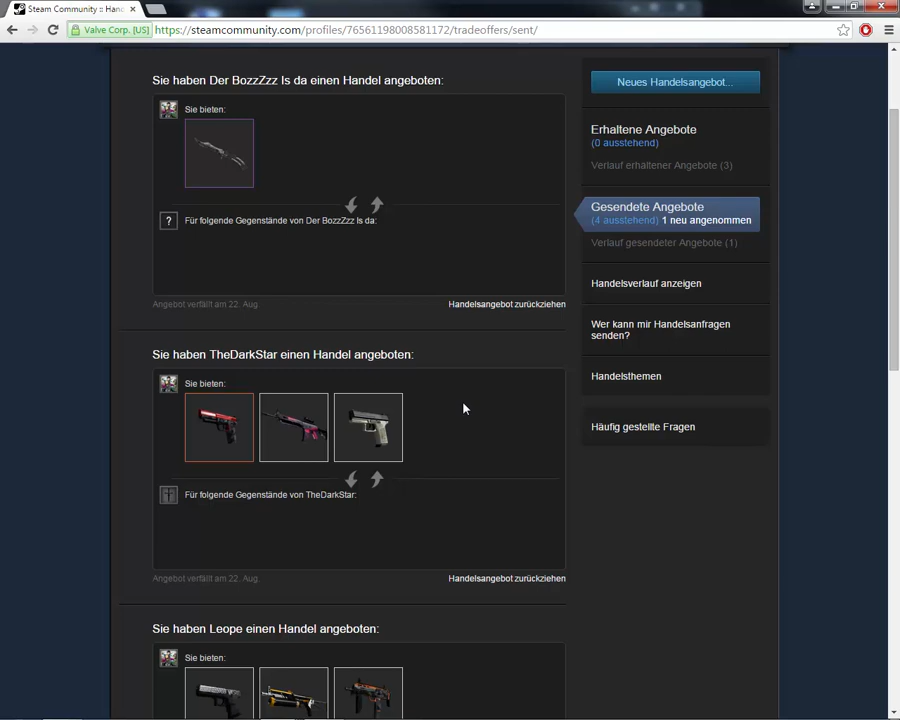 Steam Community :: Hand
Valve Corp. [US]
https://steamcommunity.com/profiles/76561198008581172/tradeoffers/sent/
Sie haben Der BozzZzz Is da einen Handel angeboten:
Sie bieten:
?
Für folgende Gegenstände von Der BozzZzz Is da:
Angebot verfällt am 22. Aug.
Handelsangebot zurückziehen
Sie haben TheDarkStar einen Handel angeboten:
Sie bieten:
Für folgende Gegenstände von TheDarkStar:
Angebot verfällt am 22. Aug.
Handelsangebot zurückziehen
Sie haben Leope einen Handel angeboten:
Sie bieten:
Neues Handelsangebot...
Erhaltene Angebote
(0 ausstehend)
Verlauf erhaltener Angebote (3)
Gesendete Angebote
(4 ausstehend) 1 neu angenommen
Verlauf gesendeter Angebote (1)
Handelsverlauf anzeigen
Wer kann mir Handelsanfragen
senden?
Handelsthemen
Häufig gestellte Fragen